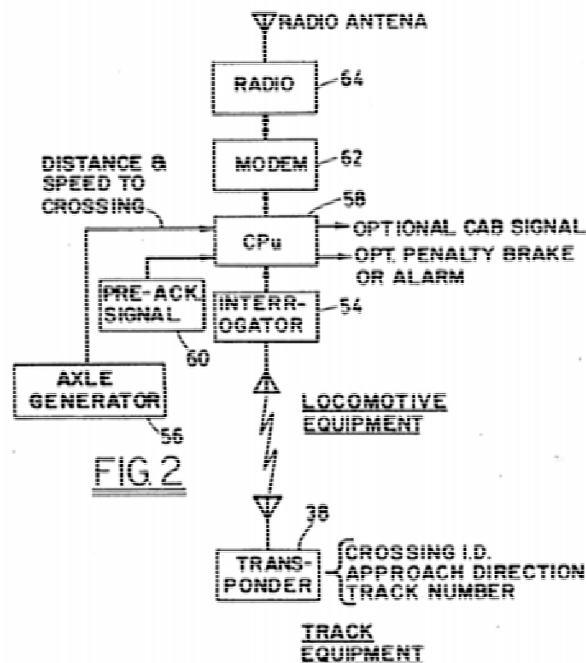 RADIO ANTENA
RADIO
64
MODEM
62
DISTANCE &
SPEED TO
CROSSING
58
CPu
OPTIONAL CAB SIGNAL
OPT. PENALTY BRAKE
OR ALARM
PRE-ACK.
SIGNAL
60
INTERR-
OGATOR
54
AXLE
GENERATOR
56
LOCOMOTIVE
EQUIPMENT
FIG. 2
38
TRANS-
PONDER
CROSSING I.D.
APPROACH DIRECTION
TRACK NUMBER
TRACK
EQUIPMENT